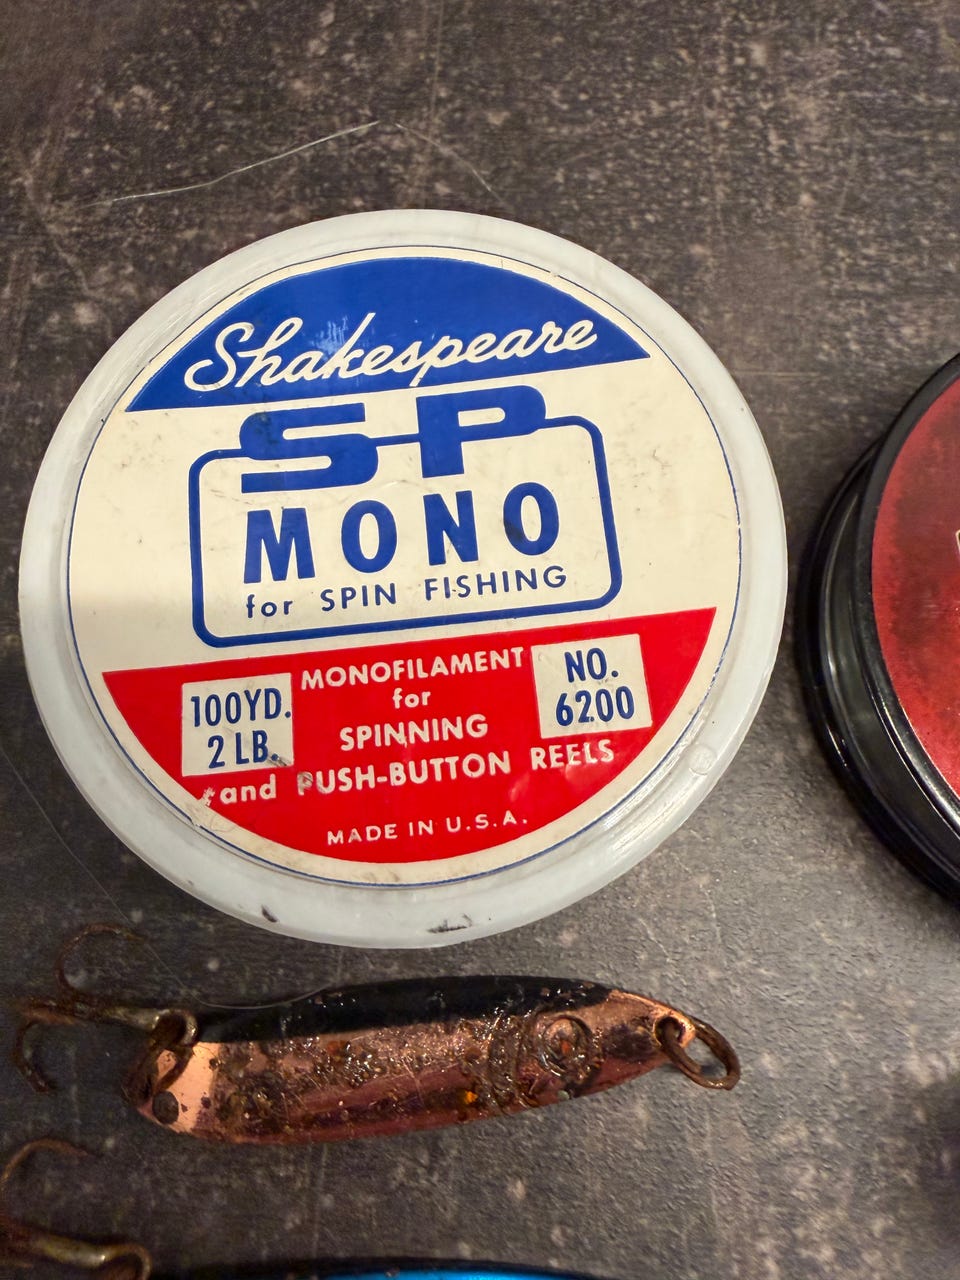 Shakespeare
SP
MONO
for SPIN FISHING
MONOFILAMENT
for
SPINNING
and PUSH-BUTTON REELS
100YD.
2 LB.
NO.
6200
MADE IN U.S.A.